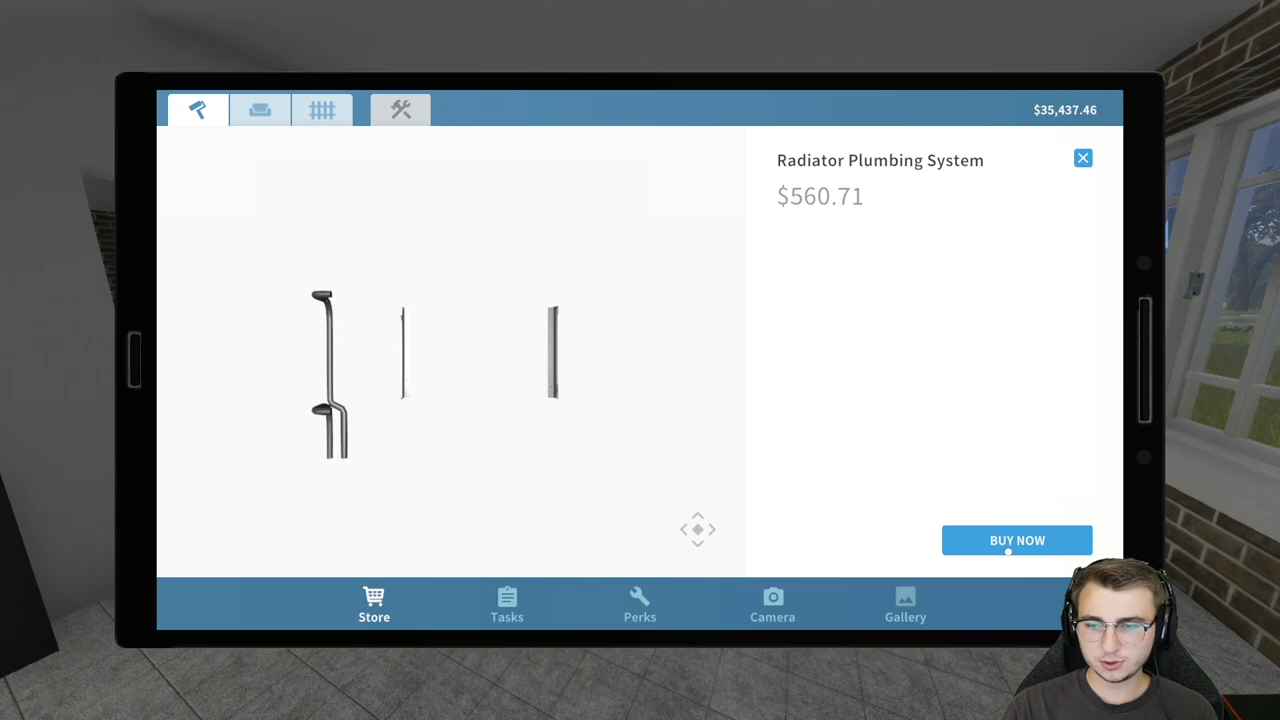 $35,437.46
Radiator Plumbing System
$560.71
BUY NOW
Store
Tasks
Perks
Camera
Gallery